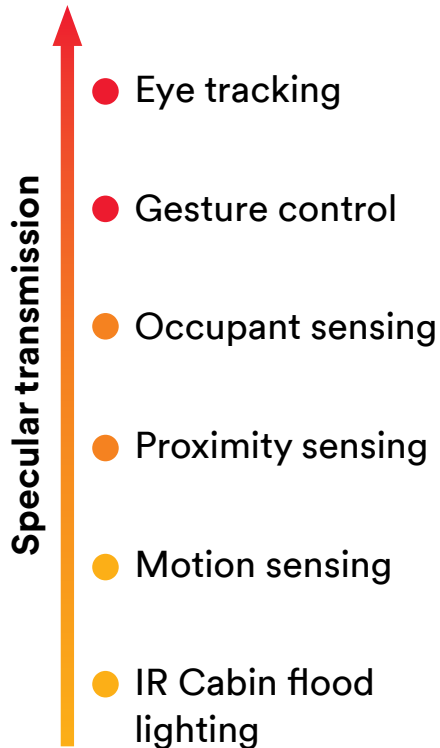 Specular transmission
Eye tracking
Gesture control
Occupant sensing
Proximity sensing
Motion sensing
IR Cabin flood
lighting